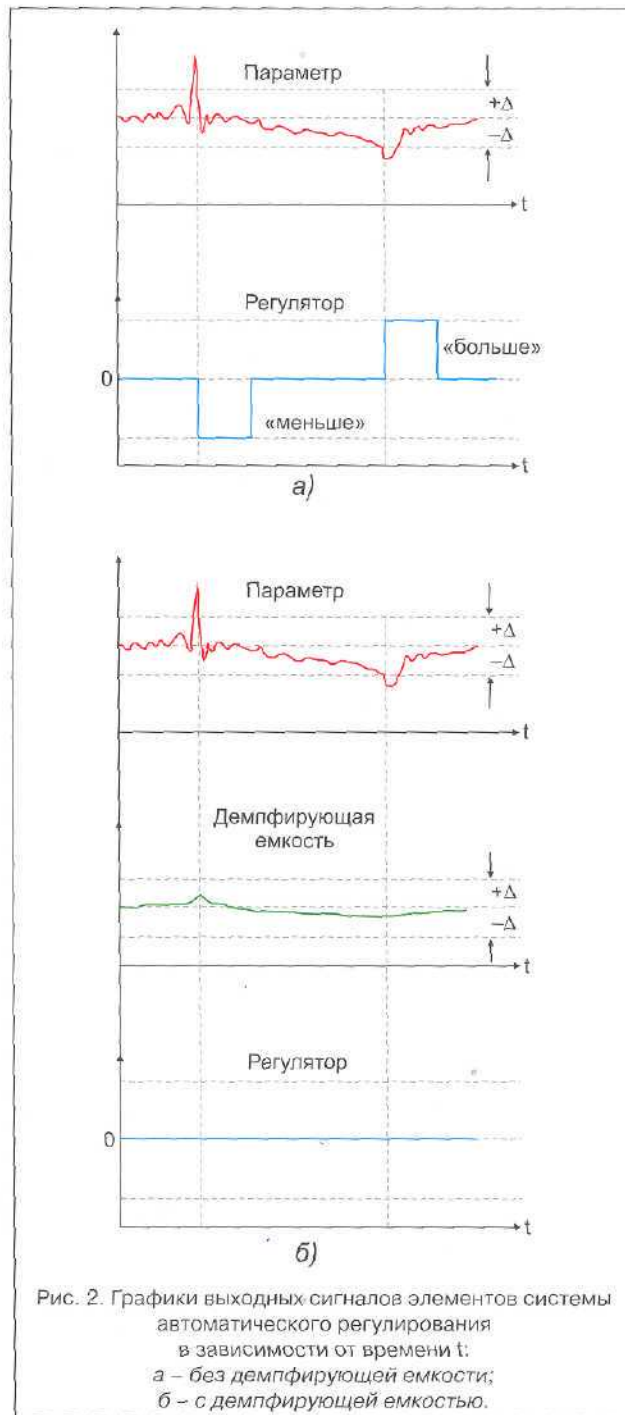 Параметр
+Δ
−Δ
t
Регулятор
«больше»
0
«меньше»
t
а)
Параметр
+Δ
−Δ
t
Демпфирующая
емкость
+Δ
−Δ
t
Регулятор
0
t
б)
Рис. 2. Графики выходных сигналов элементов системы
автоматического регулирования
в зависимости от времени t:
а – без демпфирующей емкости;
б – с демпфирующей емкостью.